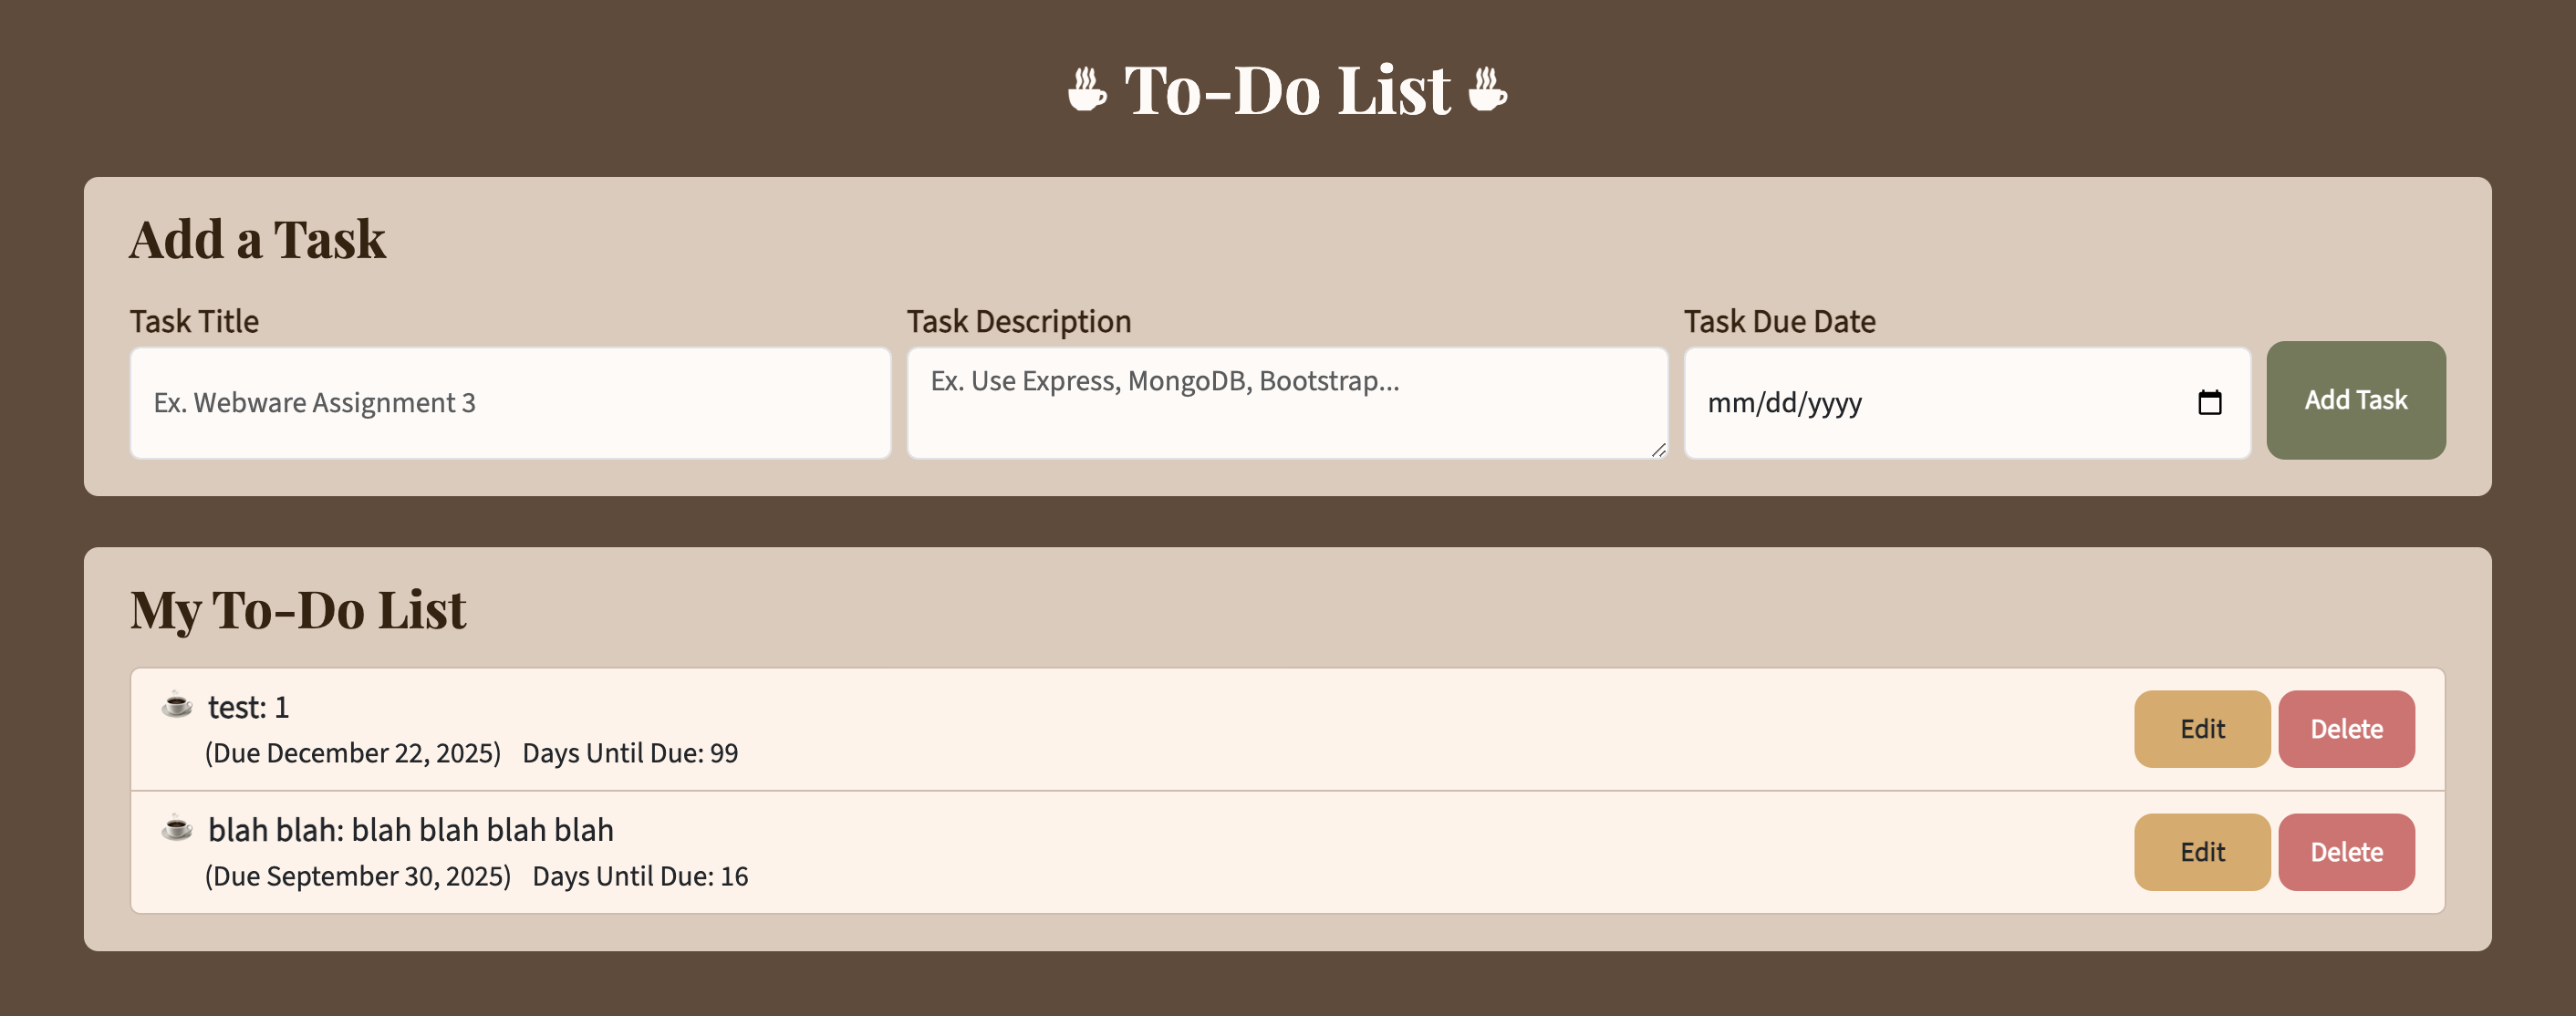 To-Do List
Add a Task
Task Title
Task Description
Task Due Date
Ex. Webware Assignment 3
Ex. Use Express, MongoDB, Bootstrap...
mm/dd/yyyy
Add Task
My To-Do List
test: 1
(Due December 22, 2025) Days Until Due: 99
Edit
Delete
blah blah: blah blah blah blah
(Due September 30, 2025) Days Until Due: 16
Edit
Delete